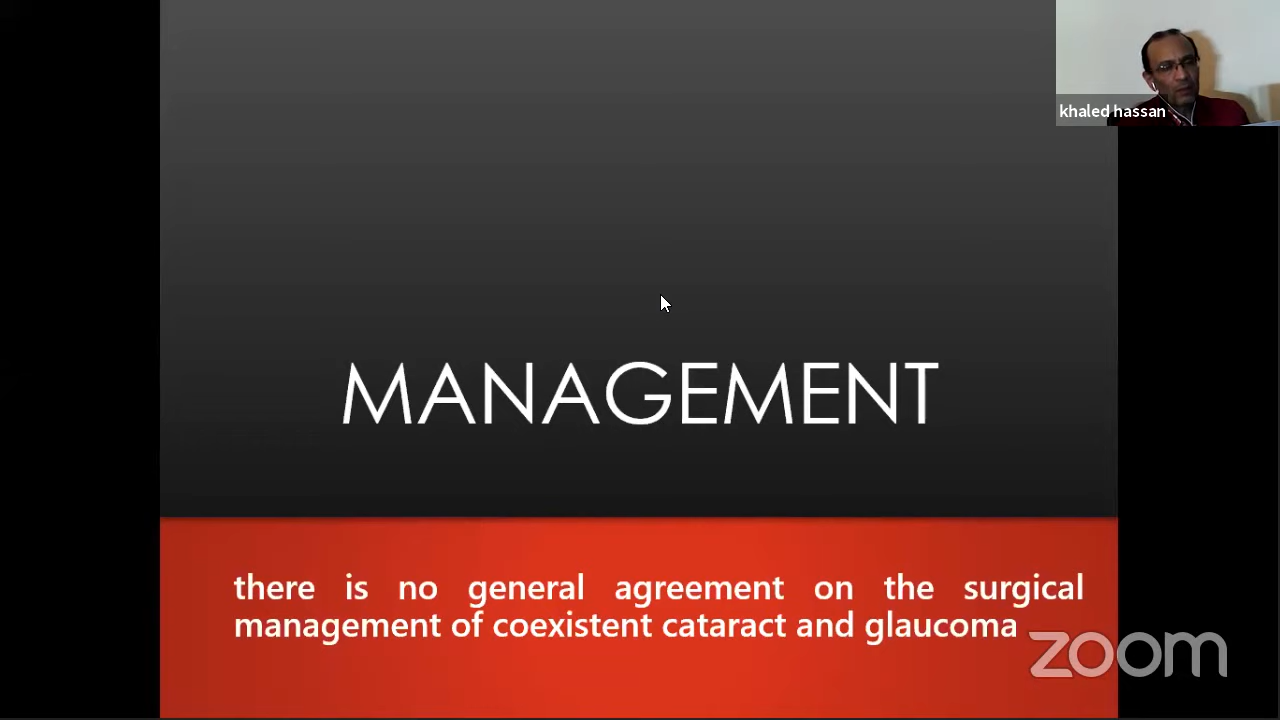 khaled hassan
MANAGEMENT
there is no general agreement on the surgical
management of coexistent cataract and glaucoma
zoom